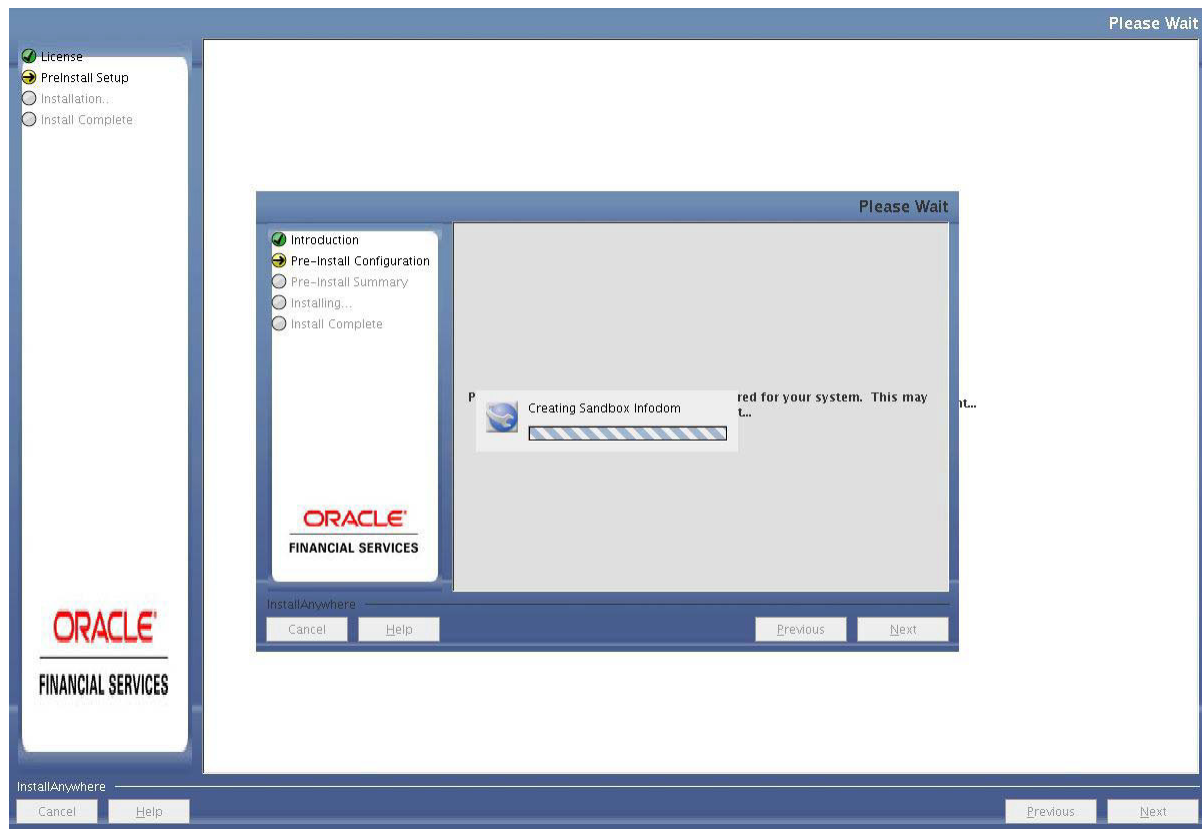 Please Wait
License
PreInstall Setup
Installation..
Install Complete
Please Wait
Introduction
Pre-Install Configuration
Pre-Install Summary
Installing...
Install Complete
Creating Sandbox Infodom
red for your system. This may
ORACLE
FINANCIAL SERVICES
InstallAnywhere
Cancel
Help
Previous
Next
ORACLE
FINANCIAL SERVICES
InstallAnywhere
Cancel
Help
Previous
Next